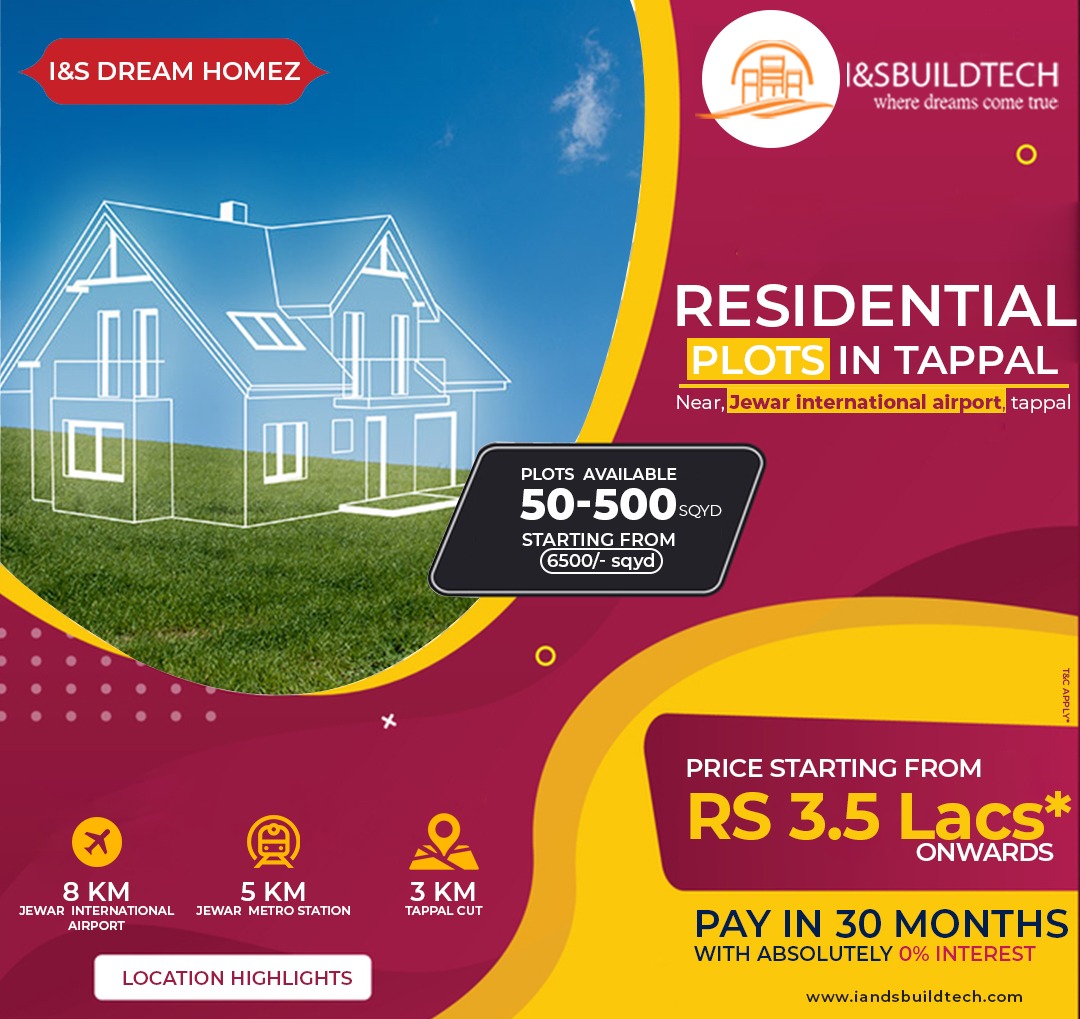 I&S DREAM HOMEZ
I&SBUILDTECH
where dreams come true
RESIDENTIAL
PLOTS IN TAPPAL
Near, Jewar international airport, tappal
PLOTS AVAILABLE
50-500 SQYD
STARTING FROM
6500/- sqyd
T&C APPLY*
PRICE STARTING FROM
RS 3.5 Lacs*
ONWARDS
PAY IN 30 MONTHS
WITH ABSOLUTELY 0% INTEREST
www.iandsbuildtech.com
8 KM
JEWAR INTERNATIONAL
AIRPORT
5 KM
JEWAR METRO STATION
3 KM
TAPPAL CUT
LOCATION HIGHLIGHTS